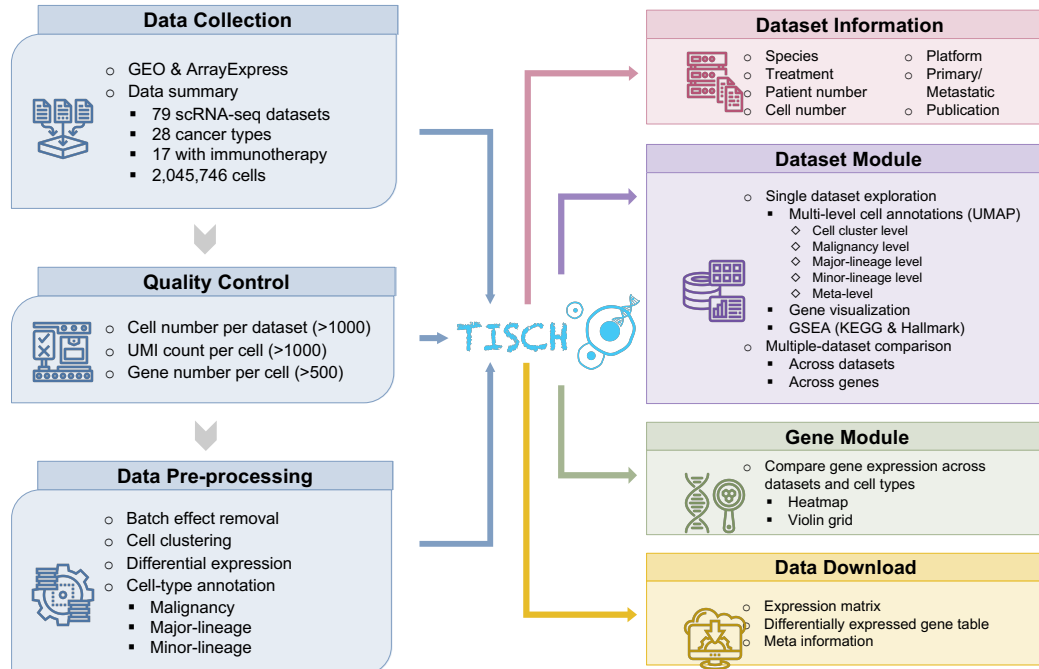 Data Collection
GEO & ArrayExpress
Data summary
79 scRNA-seq datasets
28 cancer types
17 with immunotherapy
2,045,746 cells
Quality Control
Cell number per dataset (>1000)
UMI count per cell (>1000)
Gene number per cell (>500)
Data Pre-processing
Batch effect removal
Cell clustering
Differential expression
Cell-type annotation
Malignancy
Major-lineage
Minor-lineage
TISCH
Dataset Information
Species
Treatment
Patient number
Cell number
Platform
Primary/
Metastatic
Publication
Dataset Module
Single dataset exploration
Multi-level cell annotations (UMAP)
Cell cluster level
Malignancy level
Major-lineage level
Minor-lineage level
Meta-level
Gene visualization
GSEA (KEGG & Hallmark)
Multiple-dataset comparison
Across datasets
Across genes
Gene Module
Compare gene expression across
datasets and cell types
Heatmap
Violin grid
Data Download
Expression matrix
Differentially expressed gene table
Meta information